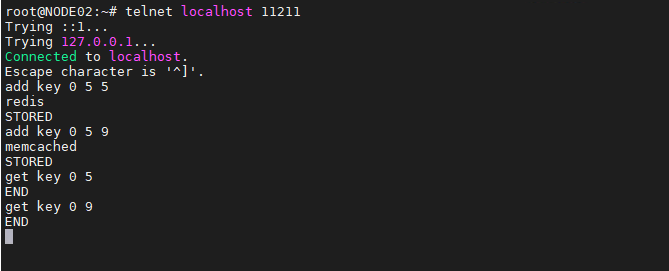 root@NODE02:~# telnet localhost 11211
Trying ::1...
Trying 127.0.0.1...
Connected to localhost.
Escape character is '^]'.
add key 0 5 5
redis
STORED
add key 0 5 9
memcached
STORED
get key 0 5
END
get key 0 9
END